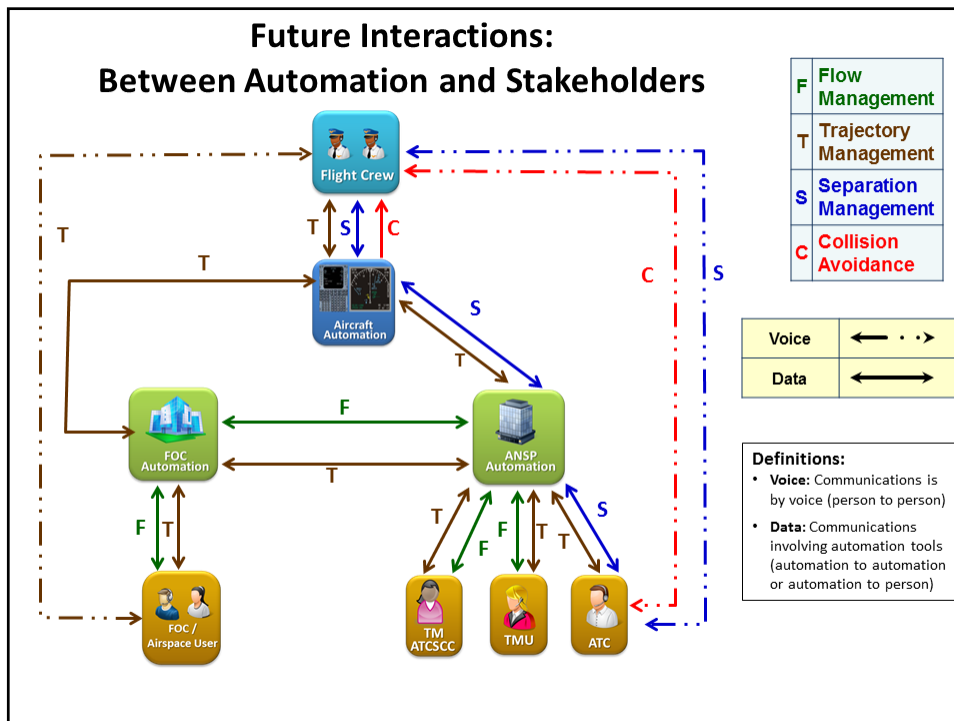 Future Interactions:
Between Automation and Stakeholders
F Flow
Management
T Trajectory
Management
S Separation
Management
C Collision
Avoidance
Flight Crew
T
S
C
T
T
C
S
Aircraft
Automation
S
T
Voice
Data
F
FOC
Automation
ANSP
Automation
T
Definitions:
• Voice: Communications is
by voice (person to person)
• Data: Communications
involving automation tools
(automation to automation
or automation to person)
F
T
T
F
F
T
T
S
FOC /
Airspace User
TM
ATCSCC
TMU
ATC